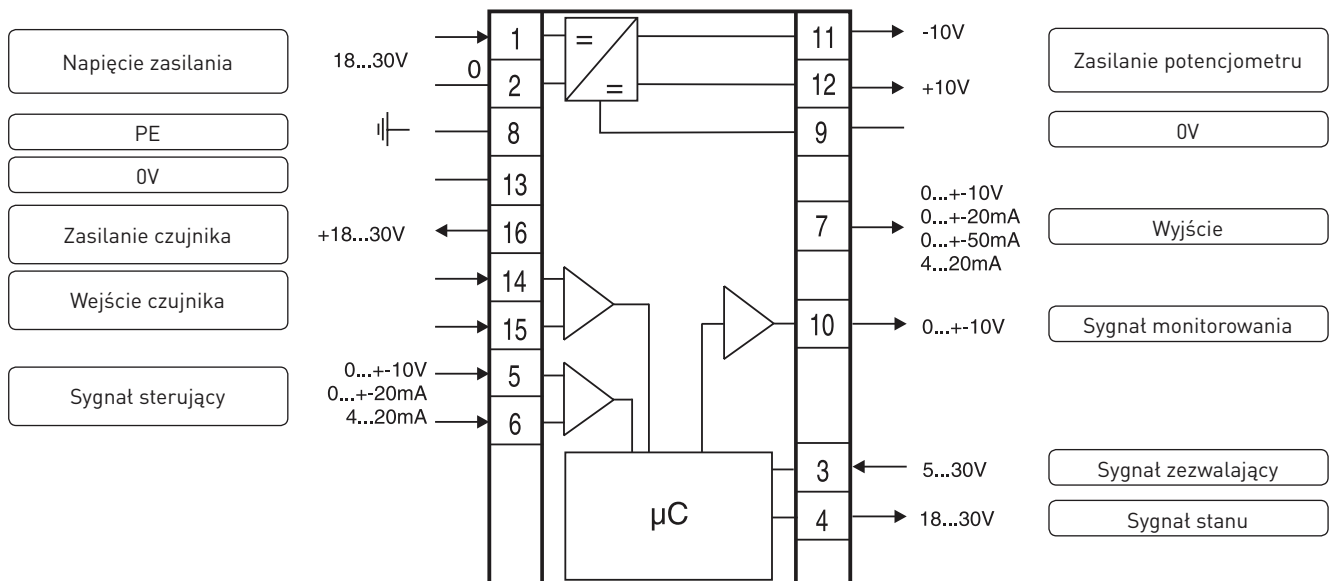 Napięcie zasilania
18...30V
0
1
2
=
=
11
12
-10V
+10V
Zasilanie potencjometru
PE
8
9
0V
0V
13
Zasilanie czujnika
+18...30V
16
7
0...+-10V
0...+-20mA
0...+-50mA
4...20mA
Wyjście
Wejście czujnika
14
15
10
0...+-10V
Sygnał monitorowania
Sygnał sterujący
0...+-10V
0...+-20mA
4...20mA
5
6
µC
3
5...30V
Sygnał zezwalający
4
18...30V
Sygnał stanu